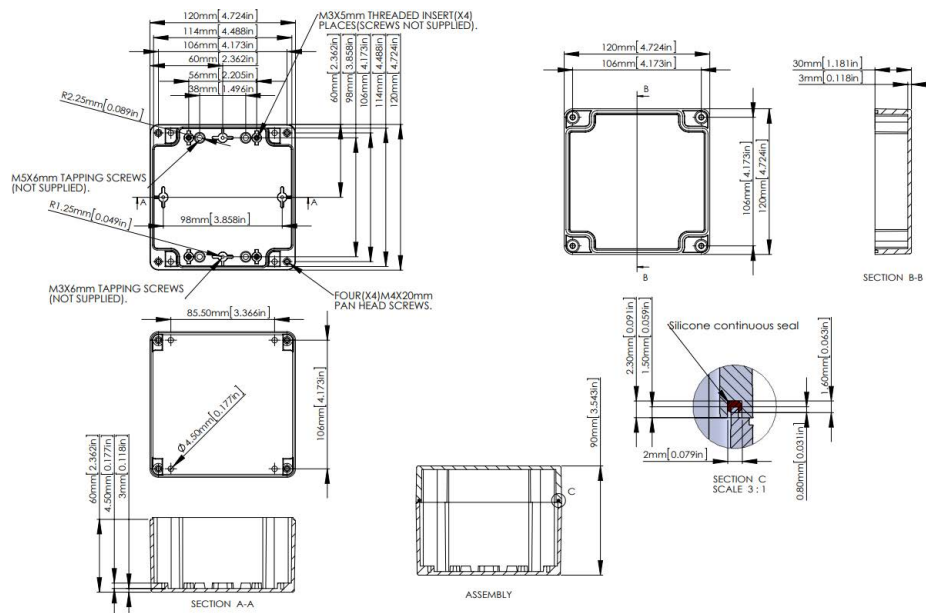 120mm[4.724in]
114mm[4.488in]
106mm[4.173in]
60mm[2.362in]
56mm[2.205in]
38mm[1.496in]
M3X5mm THREADED INSERT(X4)
PLACES(SCREWS NOT SUPPLIED).
60mm[2.362in]
98mm[3.858in]
106mm[4.173in]
114mm[4.488in]
120mm[4.724in]
R2.25mm[0.089in]
M5X6mm TAPPING SCREWS
(NOT SUPPLIED).
A
A
R1.25mm[0.049in]
98mm[3.858in]
M3X6mm TAPPING SCREWS
(NOT SUPPLIED).
FOUR(X4)M4X20mm
PAN HEAD SCREWS.
120mm[4.724in]
106mm[4.173in]
B
106mm[4.173in]
120mm[4.724in]
B
30mm[1.181in]
3mm[0.118in]
SECTION B-B
85.50mm[3.366in]
Φ4.50mm[0.177in]
106mm[4.173in]
60mm[2.362in]
4.50mm[0.177in]
3mm[0.118in]
SECTION A-A
90mm[3.543in]
C
ASSEMBLY
Silicone continuous seal
2.30mm[0.091in]
1.50mm[0.059in]
1.60mm[0.063in]
2mm[0.079in]
0.80mm[0.031in]
SECTION C
SCALE 3 : 1